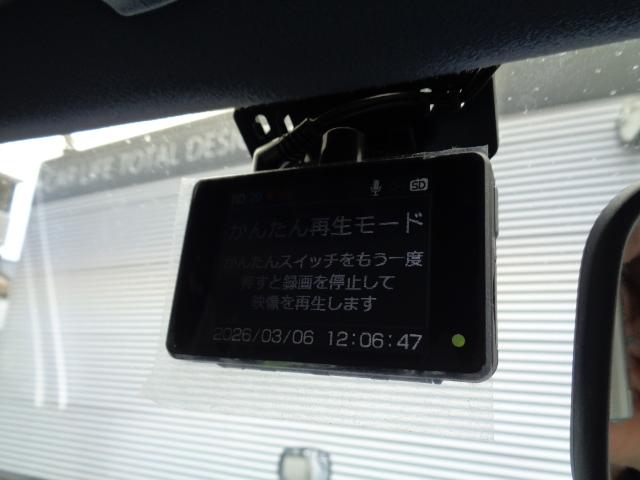 CAR LIFE TOTAL DES
SD
かんたん再生モード
かんたんスイッチをもう一度
押すと録画を停止して
映像を再生します
2026/03/06 12:06:47